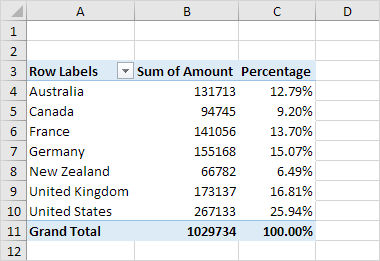 A B C D
1
2
3 Row Labels Sum of Amount Percentage
4 Australia 131713 12.79%
5 Canada 94745 9.20%
6 France 141056 13.70%
7 Germany 155168 15.07%
8 New Zealand 66782 6.49%
9 United Kingdom 173137 16.81%
10 United States 267133 25.94%
11 Grand Total 1029734 100.00%
12